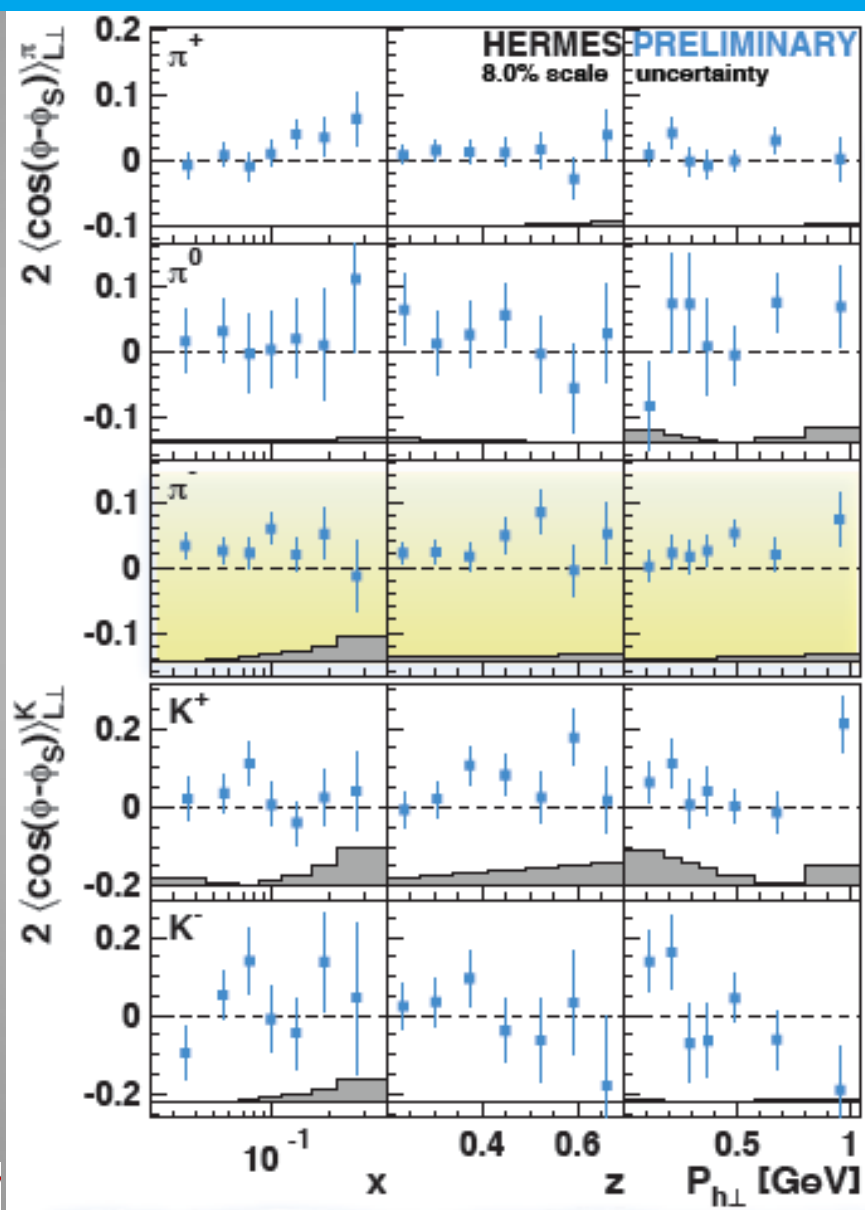 2 ⟨cos(φ-φS)⟩πL⊥
2 ⟨cos(φ-φS)⟩KL⊥
0.2
0.1
0
-0.1
π+
HERMES PRELIMINARY
8.0% scale uncertainty
0.1
0
-0.1
π0
0.1
0
-0.1
π-
0.2
0
-0.2
K+
0.2
0
-0.2
K-
10-1
0.4 0.6
0.5 1
x
z
Ph⊥ [GeV]